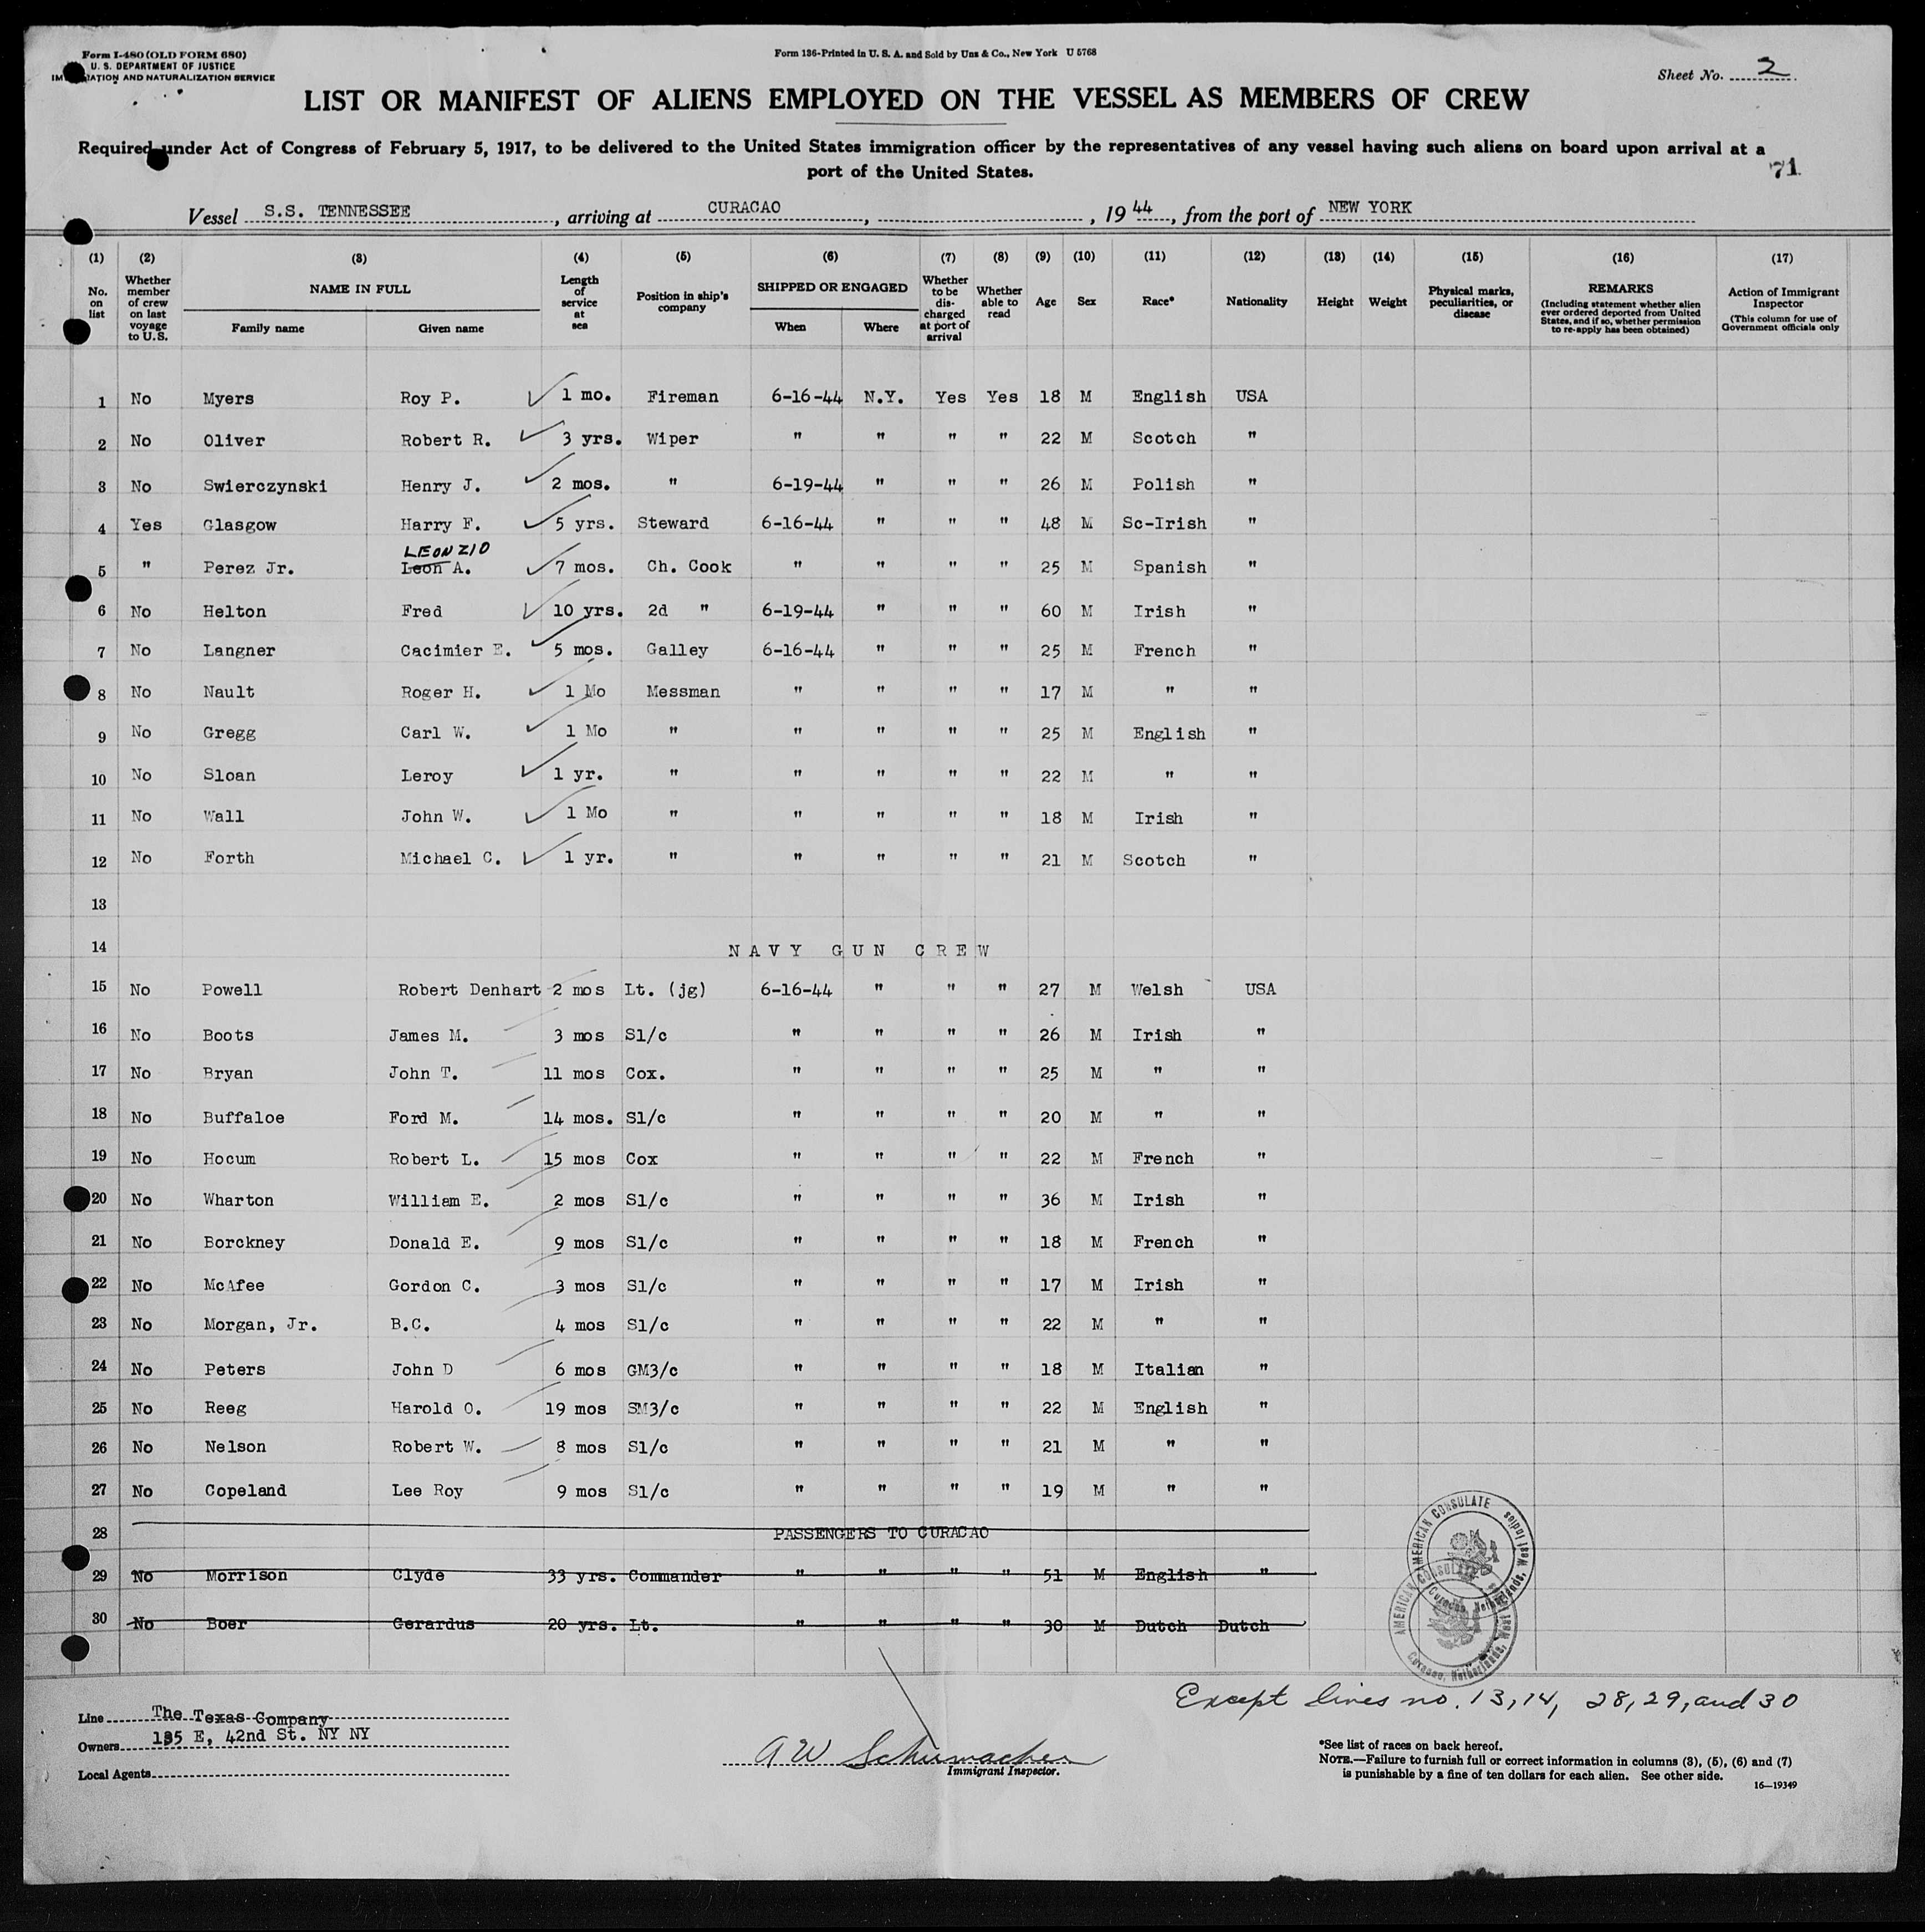 Form I-480 (OLD FORM 680)
U. S. DEPARTMENT OF JUSTICE
IMMIGRATION AND NATURALIZATION SERVICE
Form 136-Printed in U. S. A. and Sold by Unz & Co., New York U 5768
Sheet No. 2
LIST OR MANIFEST OF ALIENS EMPLOYED ON THE VESSEL AS MEMBERS OF CREW
Required under Act of Congress of February 5, 1917, to be delivered to the United States immigration officer by the representatives of any vessel having such aliens on board upon arrival at a
port of the United States.
71
Vessel S.S. TENNESSEE, arriving at CURACAO, , 19 44, from the port of NEW YORK
(1) (2) (3) (4) (5) (6) (7) (8) (9) (10) (11) (12) (13) (14) (15) (16) (17)
No. on list Whether member of crew on last voyage to U.S. NAME IN FULL Family name Given name Length of service at sea Position in ship's company SHIPPED OR ENGAGED When Where Whether to be discharged at port of arrival Whether able to read Age Sex Race* Nationality Height Weight Physical marks, peculiarities, or disease REMARKS (Including statement whether alien ever ordered deported from United States, and if so, whether permission to re-apply has been obtained) Action of Immigrant Inspector (This column for use of Government officials only
1 No Myers Roy P. 1 mo. Fireman 6-16-44 N.Y. Yes Yes 18 M English USA
2 No Oliver Robert R. 3 yrs. Wiper " " " " 22 M Scotch "
3 No Swierczynski Henry J. 2 mos. " 6-19-44 " " " 26 M Polish "
4 Yes Glasgow Harry F. 5 yrs. Steward 6-16-44 " " " 48 M Sc-Irish "
LEONZIO
5 " Perez Jr. Leon A. 7 mos. Ch. Cook " " " " 25 M Spanish "
6 No Helton Fred 10 yrs. 2d " 6-19-44 " " " 60 M Irish "
7 No Langner Cacimier E. 5 mos. Galley 6-16-44 " " " 25 M French "
8 No Nault Roger H. 1 Mo Messman " " " " 17 M " "
9 No Gregg Carl W. 1 Mo " " " " " 25 M English "
10 No Sloan Leroy 1 yr. " " " " " 22 M " "
11 No Wall John W. 1 Mo " " " " " 18 M Irish "
12 No Forth Michael C. 1 yr. " " " " " 21 M Scotch "
13
14 NAVY GUN CREW
15 No Powell Robert Denhart 2 mos Lt. (jg) 6-16-44 " " " 27 M Welsh USA
16 No Boots James M. 3 mos S1/c " " " " 26 M Irish "
17 No Bryan John T. 11 mos Cox. " " " " 25 M " "
18 No Buffaloe Ford M. 14 mos. S1/c " " " " 20 M " "
19 No Hocum Robert L. 15 mos Cox " " " " 22 M French "
20 No Wharton William E. 2 mos S1/c " " " " 36 M Irish "
21 No Borckney Donald E. 9 mos S1/c " " " " 18 M French "
22 No McAfee Gordon C. 3 mos S1/c " " " " 17 M Irish "
23 No Morgan, Jr. B.C. 4 mos S1/c " " " " 22 M " "
24 No Peters John D 6 mos GM3/c " " " " 18 M Italian "
25 No Reeg Harold O. 19 mos SM3/c " " " " 22 M English "
26 No Nelson Robert W. 8 mos S1/c " " " " 21 M " "
27 No Copeland Lee Roy 9 mos S1/c " " " " 19 M " "
28 PASSENGERS TO CURACAO
29 No Morrison Clyde 33 yrs. Commander " " " " 51 M English "
30 No Boer Gerardus 20 yrs. Lt. " " " " 30 M Dutch Dutch
AMERICAN CONSULATE
Curacao, Netherlands, West Indies
AMERICAN CONSULATE
Curacao, Netherlands, West Indies
Except lines no. 13, 14, 28, 29, and 30
Line The Texas Company
Owners 135 E, 42nd St. NY NY
Local Agents
A W Schumacher
Immigrant Inspector.
*See list of races on back hereof.
NOTE.—Failure to furnish full or correct information in columns (3), (5), (6) and (7)
is punishable by a fine of ten dollars for each alien. See other side.
16—19349